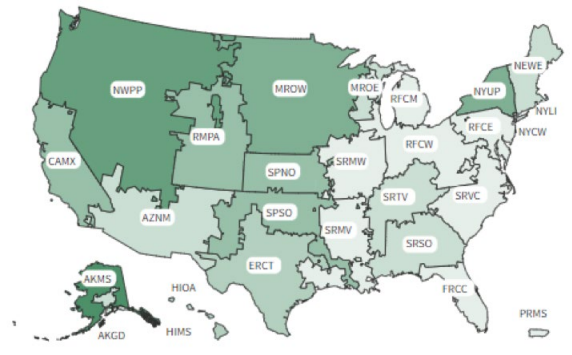 NEWE
NWPP
MROW
MROE
RFCM
NYUP
NYLI
RFCE
NYCW
RMPA
RFCW
CAMX
SRMW
SPNO
SRTV
SRVC
AZNM
SPSO
SRMV
SRSO
ERCT
AKMS
HIOA
FRCC
PRMS
AKGD
HIMS